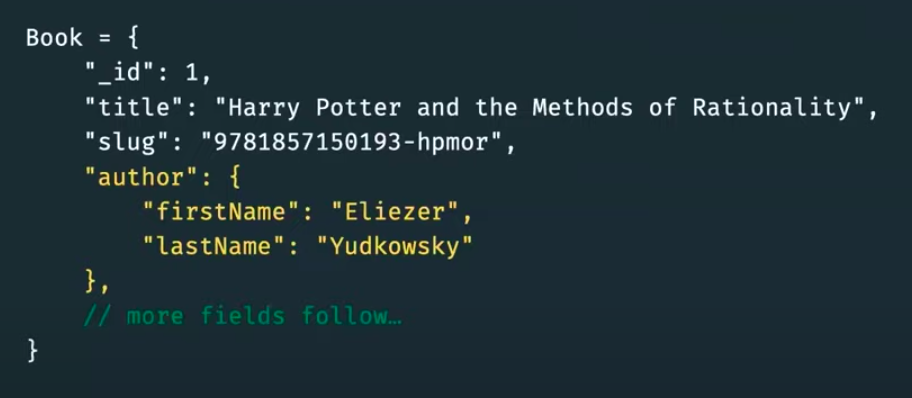 Book = {
"_id": 1,
"title": "Harry Potter and the Methods of Rationality",
"slug": "9781857150193-hpmor",
"author": {
"firstName": "Eliezer",
"lastName": "Yudkowsky"
},
// more fields follow…
}